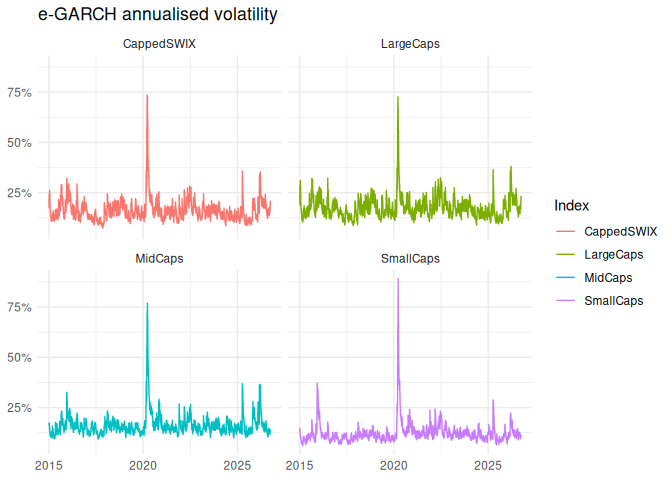 e-GARCH annualised volatility
CappedSWIX
LargeCaps
75%
50%
25%
Index
CappedSWIX
LargeCaps
MidCaps
SmallCaps
MidCaps
SmallCaps
75%
50%
25%
2015
2020
2025
2015
2020
2025